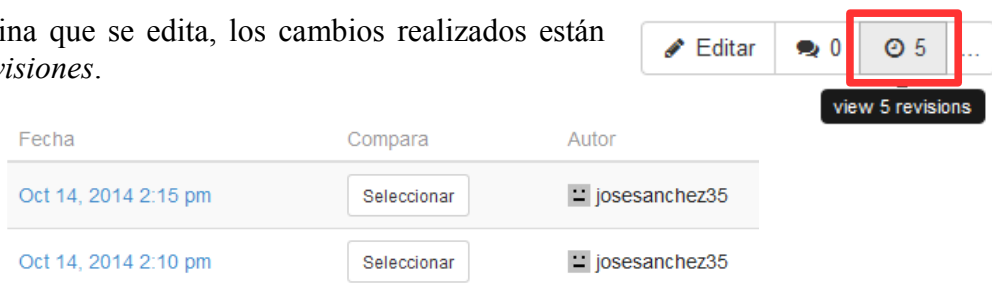 ina que se edita, los cambios realizados están
visiones.
Editar 0 5 ...
view 5 revisions
Fecha Compara Autor
Oct 14, 2014 2:15 pm Seleccionar josesanchez35
Oct 14, 2014 2:10 pm Seleccionar josesanchez35